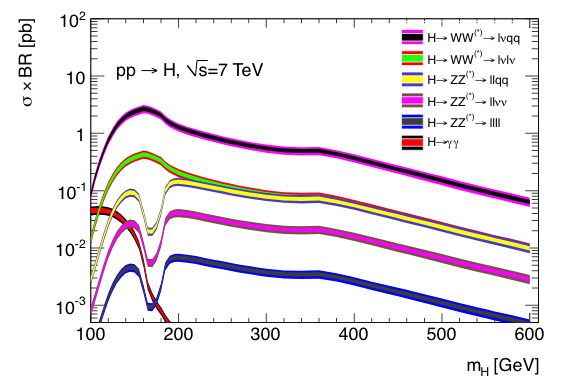 10²
10
1
10⁻¹
10⁻²
10⁻³
σ × BR [pb]
pp → H, √s=7 TeV
H→WW⁽*⁾→lνqq
H→WW⁽*⁾→lνlν
H→ZZ⁽*⁾→llqq
H→ZZ⁽*⁾→llνν
H→ZZ⁽*⁾→llll
H→γγ
100 200 300 400 500 600
m_H [GeV]